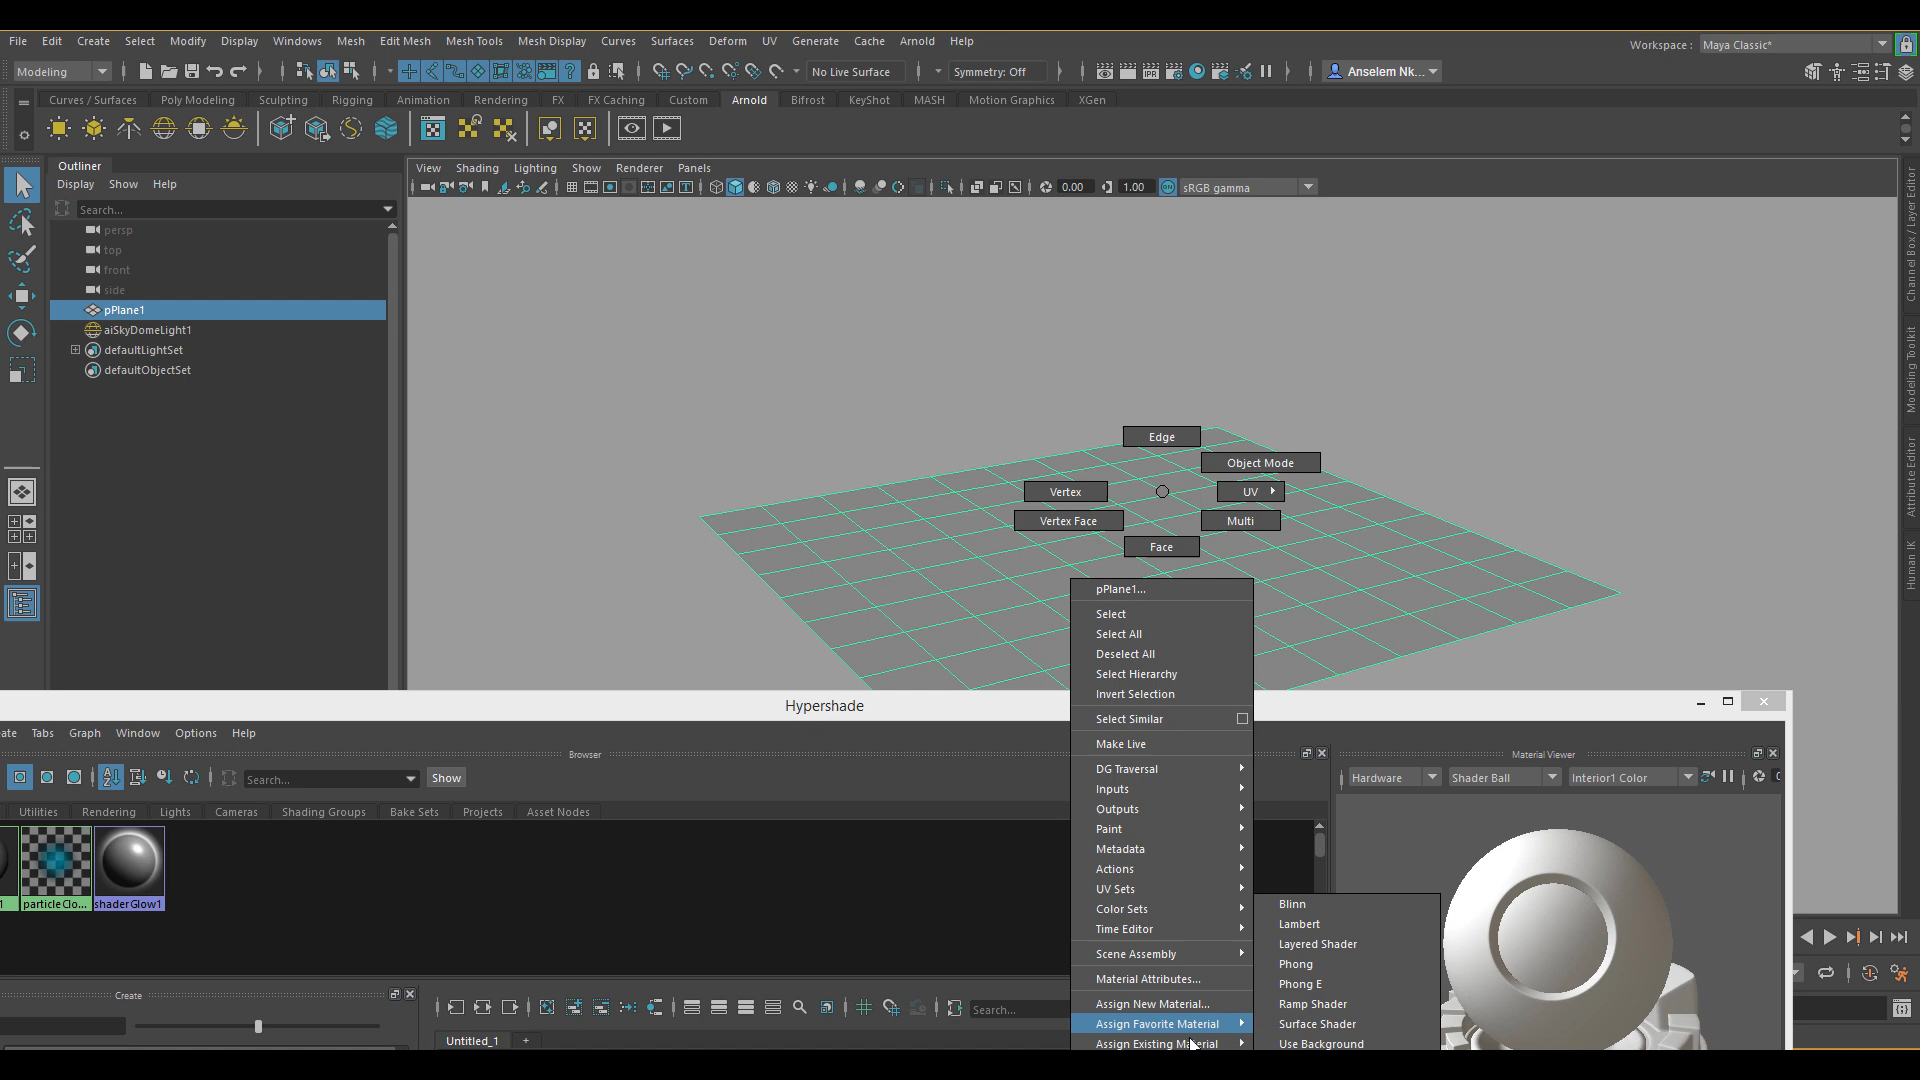 File Edit Create Select Modify Display Windows Mesh Edit Mesh Mesh Tools Mesh Display Curves Surfaces Deform UV Generate Cache Arnold Help
Workspace : Maya Classic*
Modeling No Live Surface Symmetry: Off Anselem Nk...
IPR
Curves / Surfaces Poly Modeling Sculpting Rigging Animation Rendering FX FX Caching Custom Arnold Bifrost KeyShot MASH Motion Graphics XGen
Outliner
Display Show Help
Search...
persp
top
front
side
pPlane1
aiSkyDomeLight1
defaultLightSet
defaultObjectSet
View Shading Lighting Show Renderer Panels
0.00 1.00 ON sRGB gamma
Channel Box / Layer Editor
Modeling Toolkit
Attribute Editor
Human IK
Edge
Object Mode
Vertex
UV
Vertex Face
Multi
Face
pPlane1...
Select
Select All
Deselect All
Select Hierarchy
Invert Selection
Select Similar
Make Live
DG Traversal
Inputs
Outputs
Paint
Metadata
Actions
UV Sets
Color Sets
Time Editor
Scene Assembly
Material Attributes...
Assign New Material...
Assign Favorite Material
Assign Existing Material
Blinn
Lambert
Layered Shader
Phong
Phong E
Ramp Shader
Surface Shader
Use Background
Hypershade
ate Tabs Graph Window Options Help
Browser
Search... Show
Utilities Rendering Lights Cameras Shading Groups Bake Sets Projects Asset Nodes
1 particleClo... shaderGlow1
Material Viewer
Hardware Shader Ball Interior1 Color
Create
Search...
Untitled_1 +